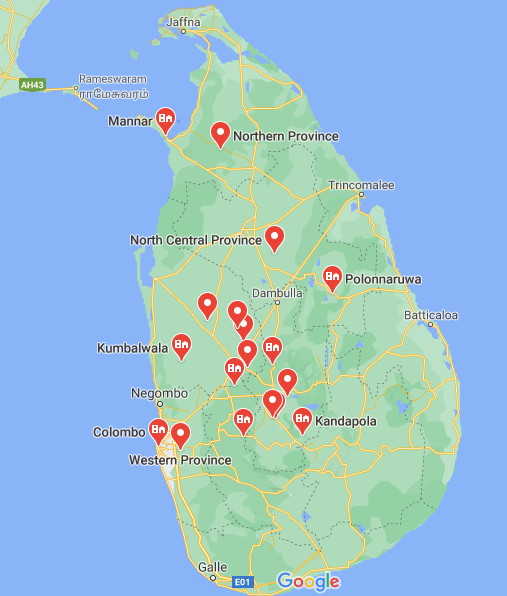 Jaffna
Rameswaram
ராமேசுவரம்
AH43
Mannar
Northern Province
Trincomalee
North Central Province
Polonnaruwa
Dambulla
Batticaloa
Kumbalwala
Negombo
Kandapola
Colombo
Western Province
Galle
E01
Google